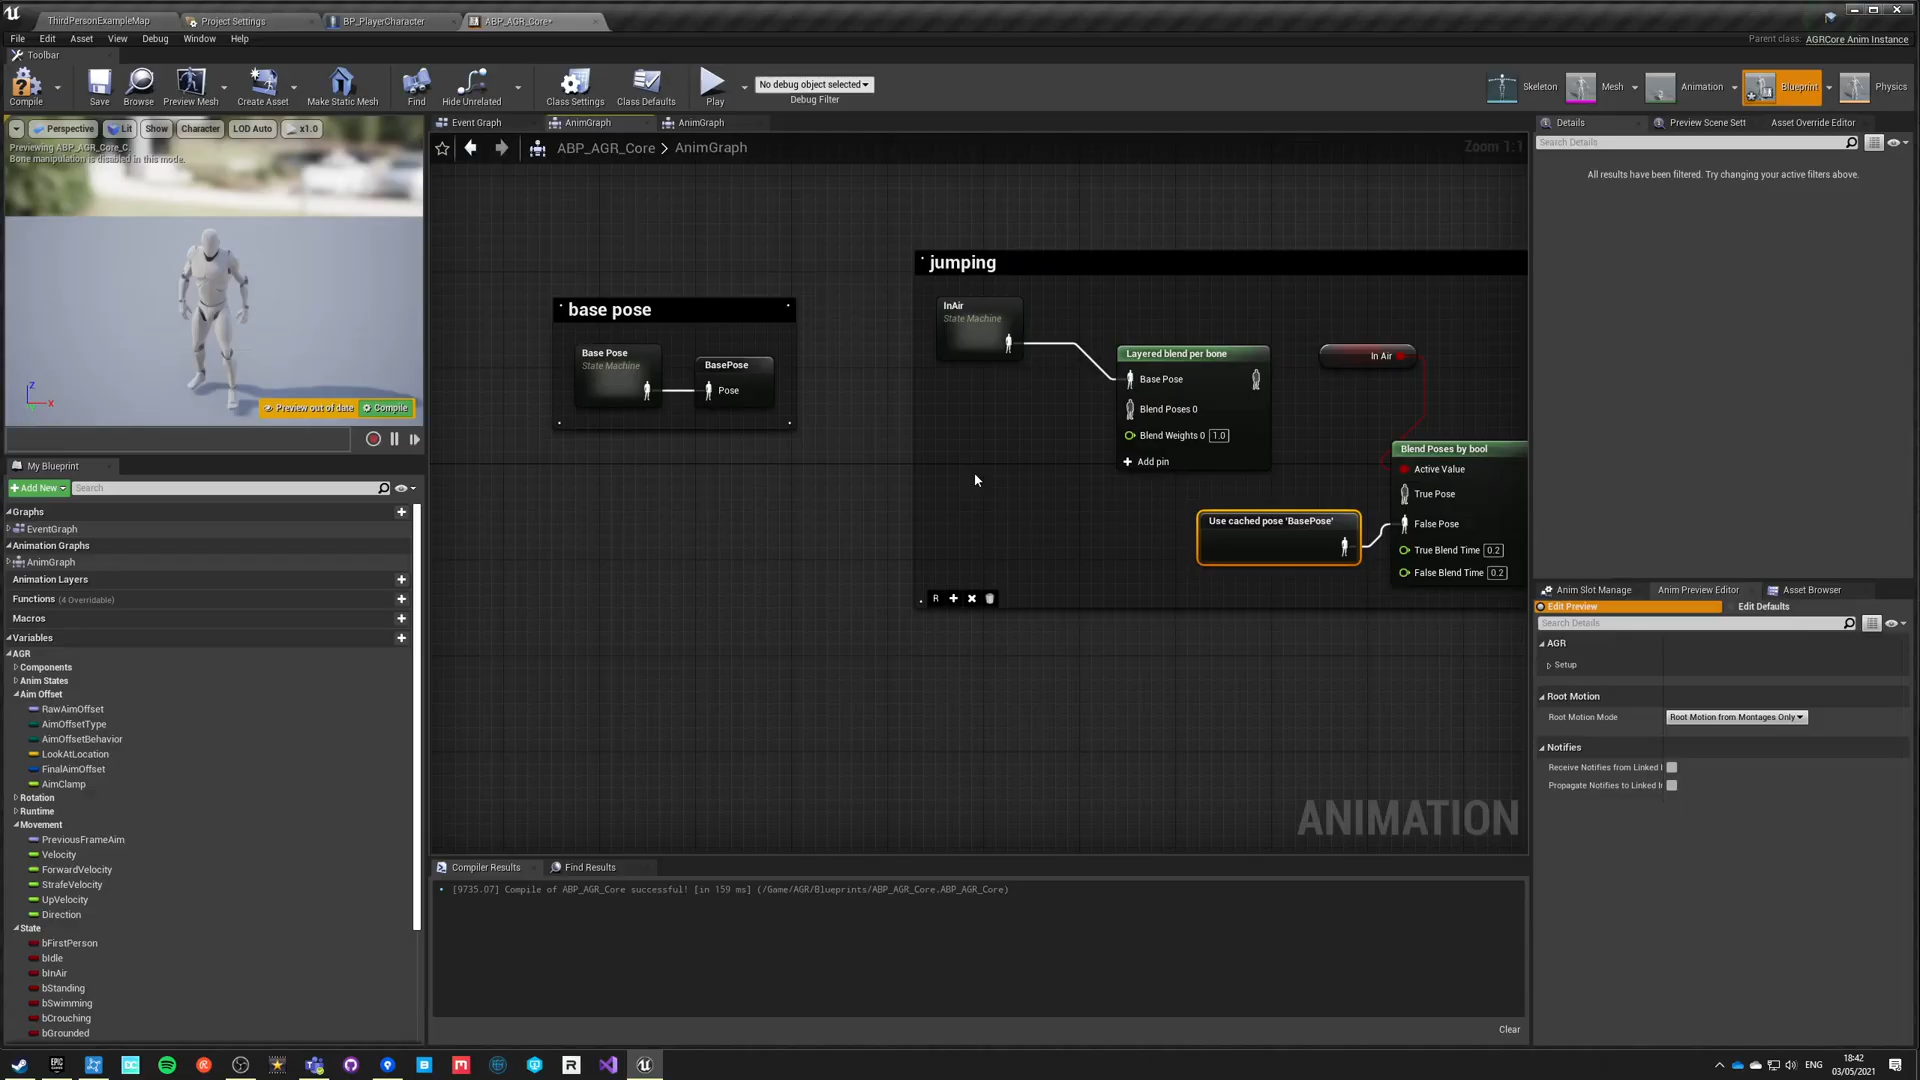 ThirdPersonExampleMap
Project Settings
BP_PlayerCharacter
ABP_AGR_Core*
File Edit Asset View Debug Window Help
Parent class: AGRCore Anim Instance
Toolbar
Compile
Save
Browse
Preview Mesh
Create Asset
Make Static Mesh
Find
Hide Unrelated
Class Settings
Class Defaults
Play
No debug object selected
Debug Filter
Skeleton
Mesh
Animation
Blueprint
Physics
Perspective
Lit
Show
Character
LOD Auto
x1.0
Previewing ABP_AGR_Core_C.
Bone manipulation is disabled in this mode.
Z
X
Preview out of date
Compile
Event Graph
AnimGraph
AnimGraph
ABP_AGR_Core > AnimGraph
Zoom 1:1
base pose
Base Pose
State Machine
BasePose
Pose
jumping
InAir
State Machine
Layered blend per bone
Base Pose
Blend Poses 0
Blend Weights 0 1.0
Add pin
In Air
Blend Poses by bool
Active Value
True Pose
False Pose
True Blend Time 0.2
False Blend Time 0.2
Use cached pose 'BasePose'
R
ANIMATION
My Blueprint
Add New
Search
Graphs
EventGraph
Animation Graphs
AnimGraph
Animation Layers
Functions (4 Overridable)
Macros
Variables
AGR
Components
Anim States
Aim Offset
RawAimOffset
AimOffsetType
AimOffsetBehavior
LookAtLocation
FinalAimOffset
AimClamp
Rotation
Runtime
Movement
PreviousFrameAim
Velocity
ForwardVelocity
StrafeVelocity
UpVelocity
Direction
State
bFirstPerson
bIdle
bInAir
bStanding
bSwimming
bCrouching
bGrounded
Compiler Results
Find Results
[9735.07] Compile of ABP_AGR_Core successful! [in 159 ms] (/Game/AGR/Blueprints/ABP_AGR_Core.ABP_AGR_Core)
Clear
Details
Preview Scene Sett
Asset Override Editor
Search Details
All results have been filtered. Try changing your active filters above.
Anim Slot Manage
Anim Preview Editor
Asset Browser
Edit Preview
Edit Defaults
Search Details
AGR
Setup
Root Motion
Root Motion Mode
Root Motion from Montages Only
Notifies
Receive Notifies from Linked I
Propagate Notifies to Linked Ir
EPIC
CC
B
M
R
ENG
18:42
03/05/2021